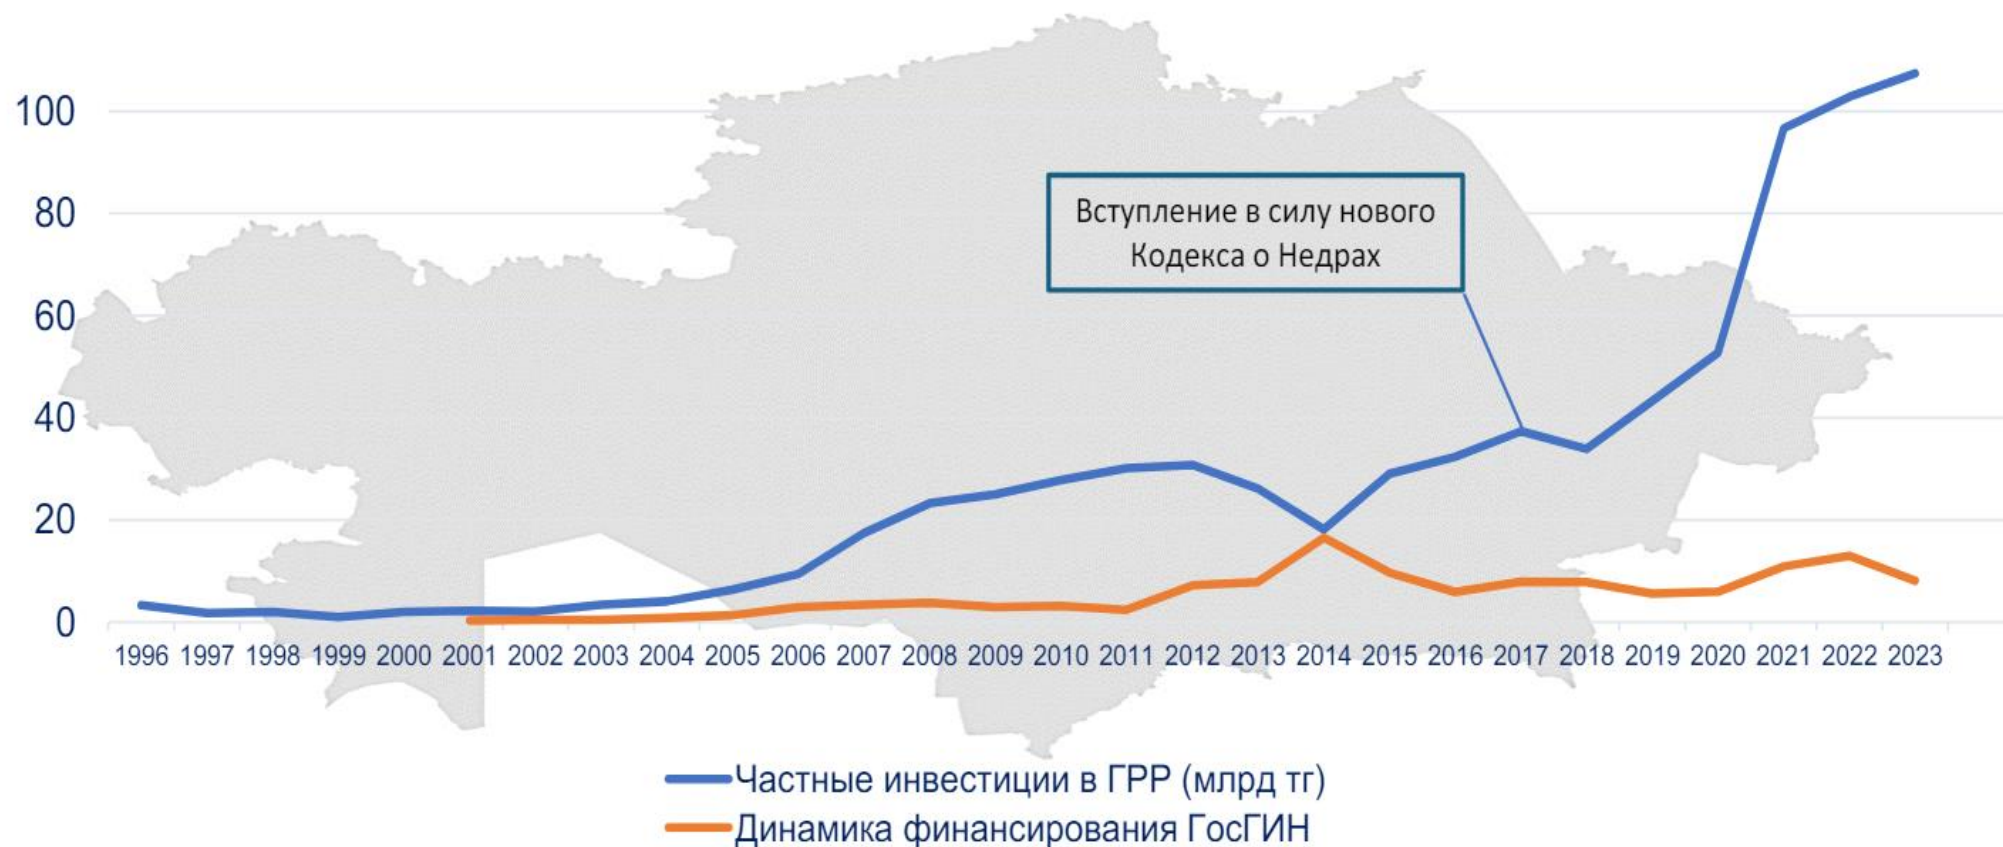 100
80
60
40
20
0
Вступление в силу нового
Кодекса о Недрах
1996 1997 1998 1999 2000 2001 2002 2003 2004 2005 2006 2007 2008 2009 2010 2011 2012 2013 2014 2015 2016 2017 2018 2019 2020 2021 2022 2023
Частные инвестиции в ГРР (млрд тг)
Динамика финансирования ГосГИН